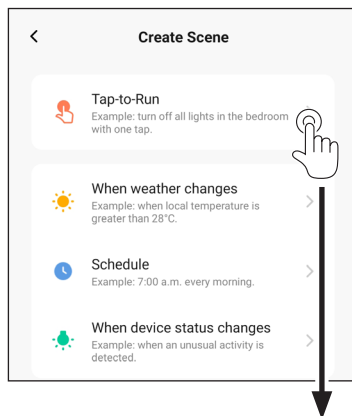 Create Scene
Tap-to-Run
Example: turn off all lights in the bedroom
with one tap.
When weather changes
Example: when local temperature is
greater than 28°C.
Schedule
Example: 7:00 a.m. every morning.
When device status changes
Example: when an unusual activity is
detected.